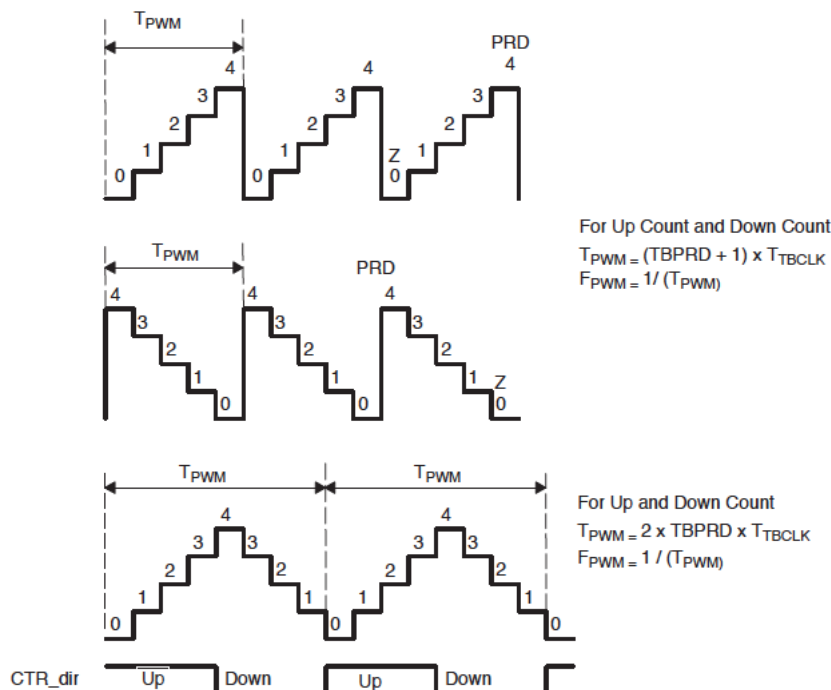 TPWM
PRD
4 4 4
3 3 3
2 2 2
1 1 Z 1
0 0 0
For Up Count and Down Count
TPWM = (TBPRD + 1) x TTBCLK
FPWM = 1/ (TPWM)
TPWM
PRD
4 4 4
3 3 3
2 2 2
1 1 1 Z
0 0 0
TPWM TPWM
For Up and Down Count
TPWM = 2 x TBPRD x TTBCLK
FPWM = 1 / (TPWM)
4 4
3 3 3 3
2 2 2 2
1 1 1 1
0 0 0
CTR_dir Up Down Up Down